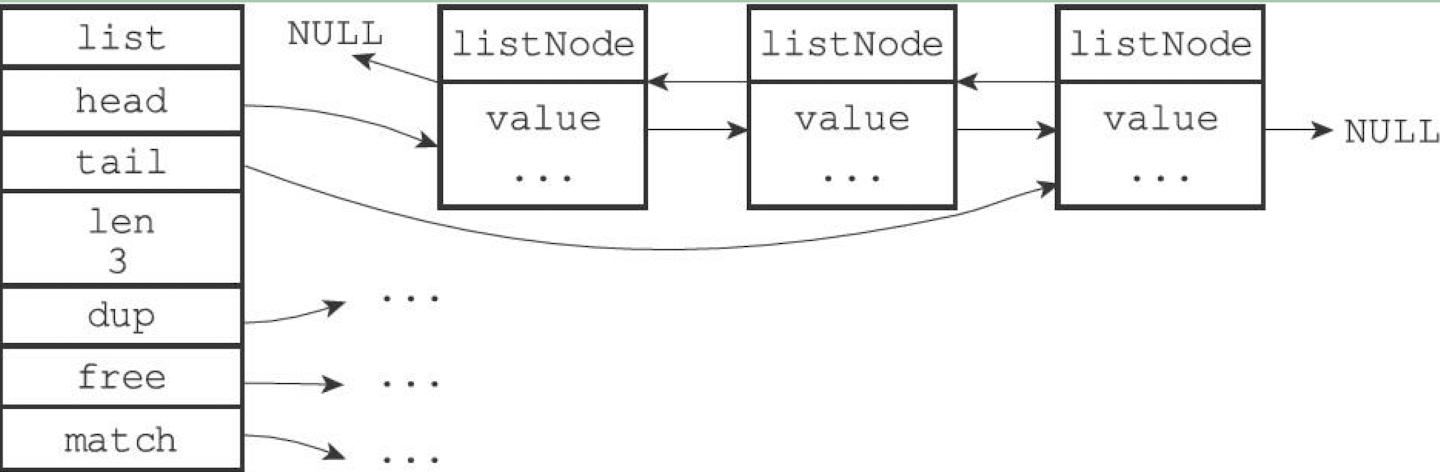 list
head
tail
len
3
dup
free
match
NULL
listNode
value
...
listNode
value
...
listNode
value
...
NULL
...
...
...